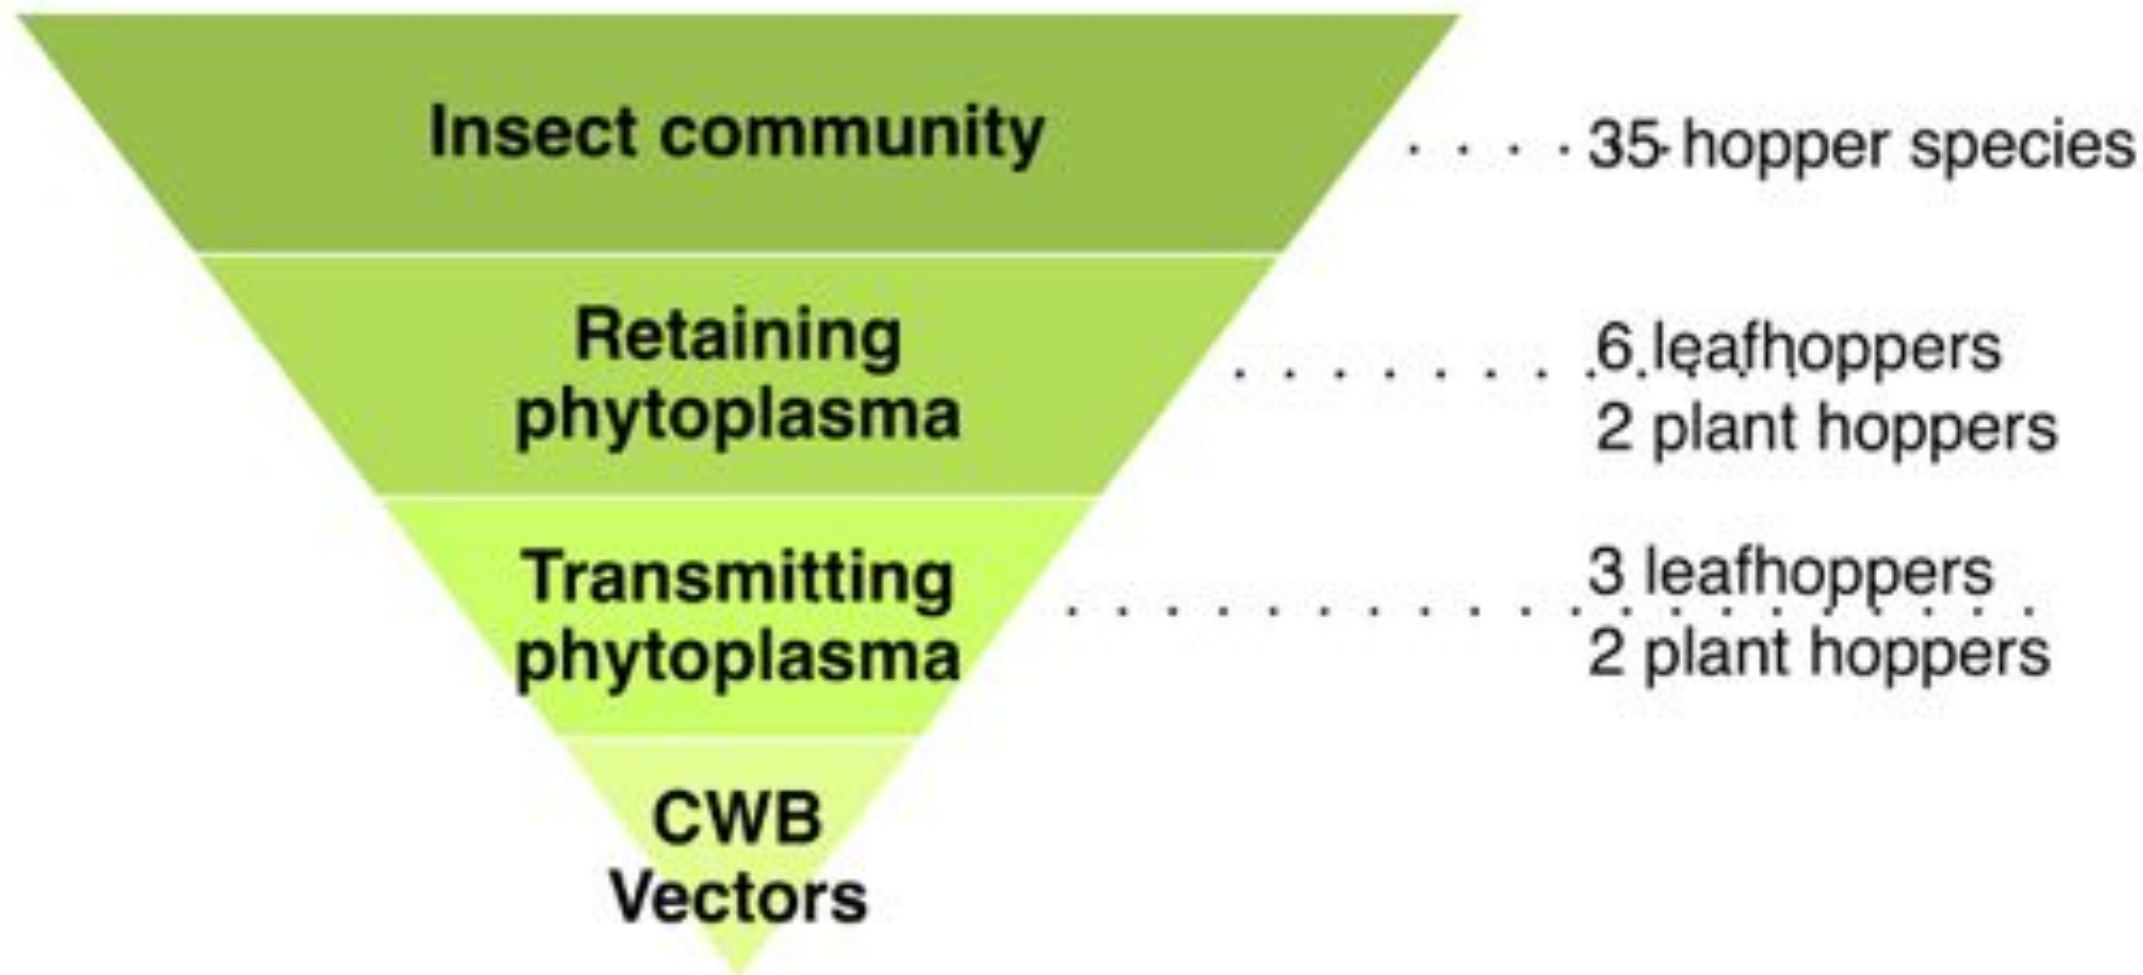 Insect community
35 hopper species
Retaining
phytoplasma
6 leafhoppers
2 plant hoppers
Transmitting
phytoplasma
3 leafhoppers
2 plant hoppers
CWB
Vectors